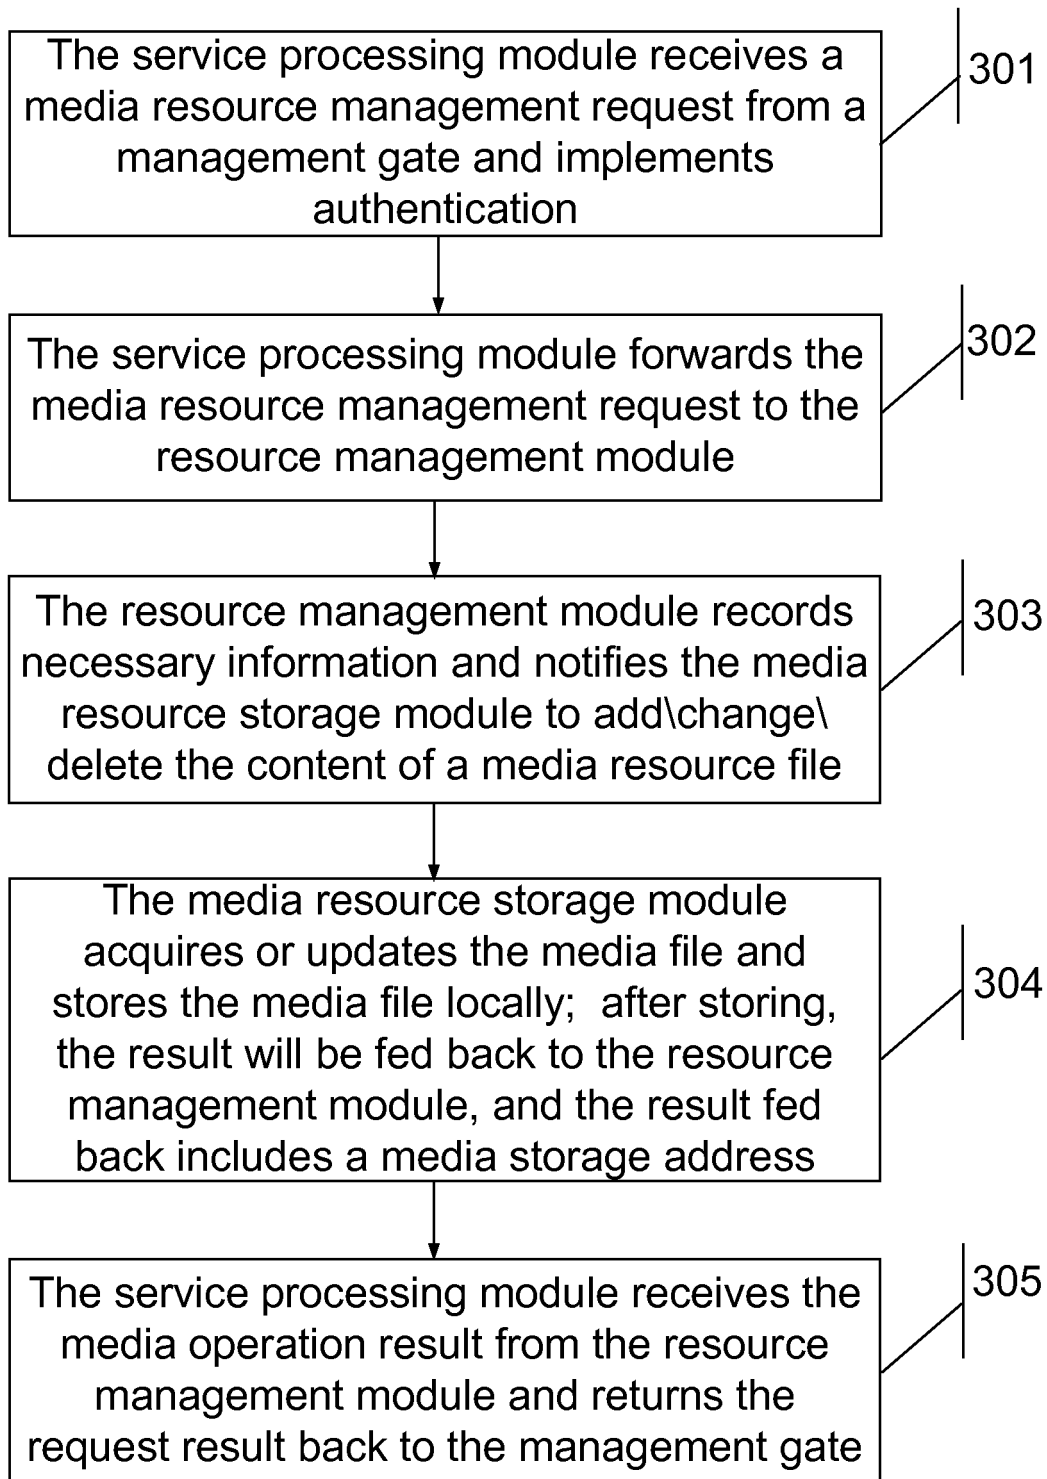 The service processing module receives a
media resource management request from a
management gate and implements
authentication
301
The service processing module forwards the
media resource management request to the
resource management module
302
The resource management module records
necessary information and notifies the media
resource storage module to add\change\
delete the content of a media resource file
303
The media resource storage module
acquires or updates the media file and
stores the media file locally;  after storing,
the result will be fed back to the resource
management module, and the result fed
back includes a media storage address
304
The service processing module receives the
media operation result from the resource
management module and returns the
request result back to the management gate
305